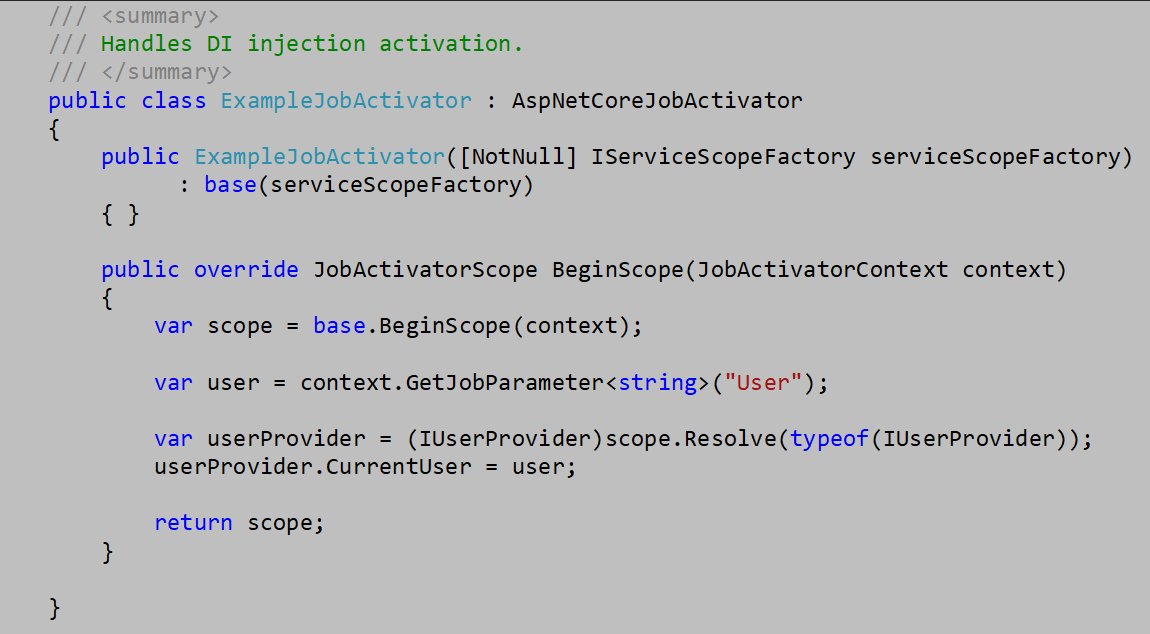 /// <summary>
/// Handles DI injection activation.
/// </summary>
public class ExampleJobActivator : AspNetCoreJobActivator
{
    public ExampleJobActivator([NotNull] IServiceScopeFactory serviceScopeFactory)
          : base(serviceScopeFactory)
    { }

    public override JobActivatorScope BeginScope(JobActivatorContext context)
    {
        var scope = base.BeginScope(context);

        var user = context.GetJobParameter<string>("User");

        var userProvider = (IUserProvider)scope.Resolve(typeof(IUserProvider));
        userProvider.CurrentUser = user;

        return scope;
    }

}